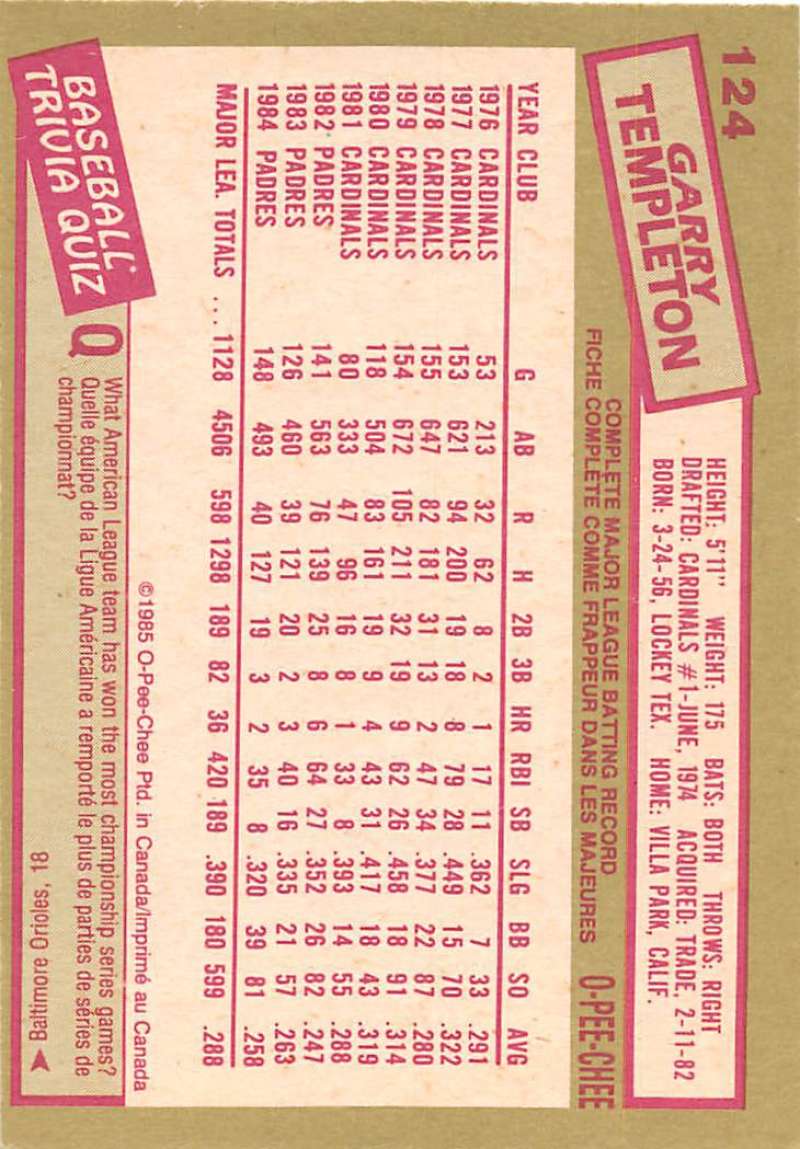 124
GARRY
TEMPLETON
HEIGHT: 5'11" WEIGHT: 175 BATS: BOTH THROWS: RIGHT
DRAFTED: CARDINALS #1-JUNE, 1974 ACQUIRED: TRADE, 2-11-82
BORN: 3-24-56, LOCKEY TEX. HOME: VILLA PARK, CALIF.
COMPLETE MAJOR LEAGUE BATTING RECORD
FICHE COMPLÈTE COMME FRAPPEUR DANS LES MAJEURES O-PEE-CHEE
YEAR CLUB G AB R H 2B 3B HR RBI SB SLG BB SO AVG
1976 CARDINALS 53 213 32 62 8 2 1 17 11 .362 7 33 .291
1977 CARDINALS 153 621 94 200 19 18 8 79 28 .449 15 70 .322
1978 CARDINALS 155 647 82 181 31 13 2 47 34 .377 22 87 .280
1979 CARDINALS 154 672 105 211 32 19 9 62 26 .458 18 91 .314
1980 CARDINALS 118 504 83 161 19 9 4 43 31 .417 18 43 .319
1981 CARDINALS 80 333 47 96 16 8 1 33 8 .393 14 55 .288
1982 PADRES 141 563 76 139 25 8 6 64 27 .352 26 82 .247
1983 PADRES 126 460 39 121 20 2 3 40 16 .335 21 57 .263
1984 PADRES 148 493 40 127 19 3 2 35 8 .320 39 81 .258
MAJOR LEA. TOTALS ... 1128 4506 598 1298 189 82 36 420 189 .390 180 599 .288
©1985 O-Pee-Chee Ptd. in Canada/Imprimé au Canada
BASEBALL
TRIVIA QUIZ
Q What American League team has won the most championship series games?
Quelle équipe de la Ligue Américaine a remporté le plus de parties de séries de
championnat?
Baltimore Orioles, 18